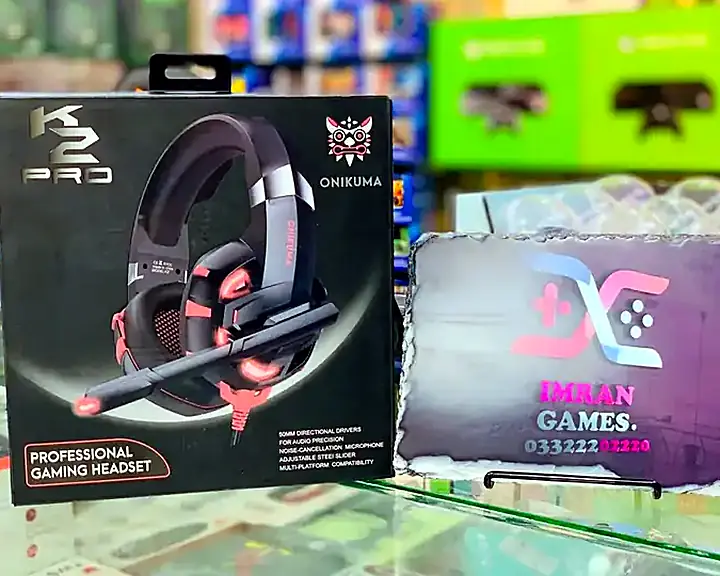 K2
PRO
ONIKUMA
ONIKUMA
PROFESSIONAL
GAMING HEADSET
50MM DIRECTIONAL DRIVERS
FOR AUDIO PRECISION
NOISE-CANCELLATION MICROPHONE
ADJUSTABLE STEEL SLIDER
MULTI-PLATFORM COMPATIBILITY
IMRAN
GAMES.
03322202220